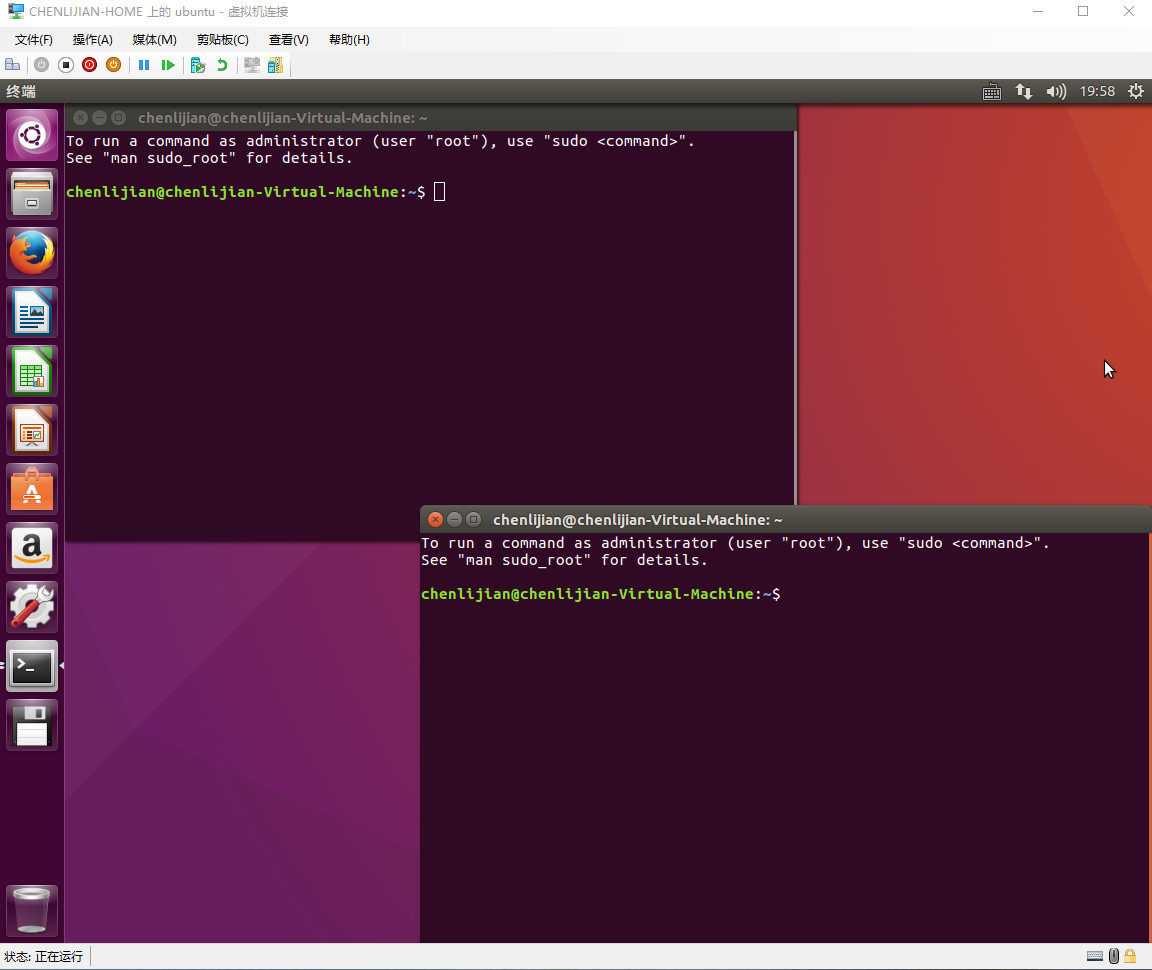 CHENLIJIAN-HOME 上的 ubuntu - 虚拟机连接
文件(F) 操作(A) 媒体(M) 剪贴板(C) 查看(V) 帮助(H)
终端 19:58
chenlijian@chenlijian-Virtual-Machine: ~
To run a command as administrator (user "root"), use "sudo <command>".
See "man sudo_root" for details.
chenlijian@chenlijian-Virtual-Machine:~$
chenlijian@chenlijian-Virtual-Machine: ~
To run a command as administrator (user "root"), use "sudo <command>".
See "man sudo_root" for details.
chenlijian@chenlijian-Virtual-Machine:~$
状态: 正在运行